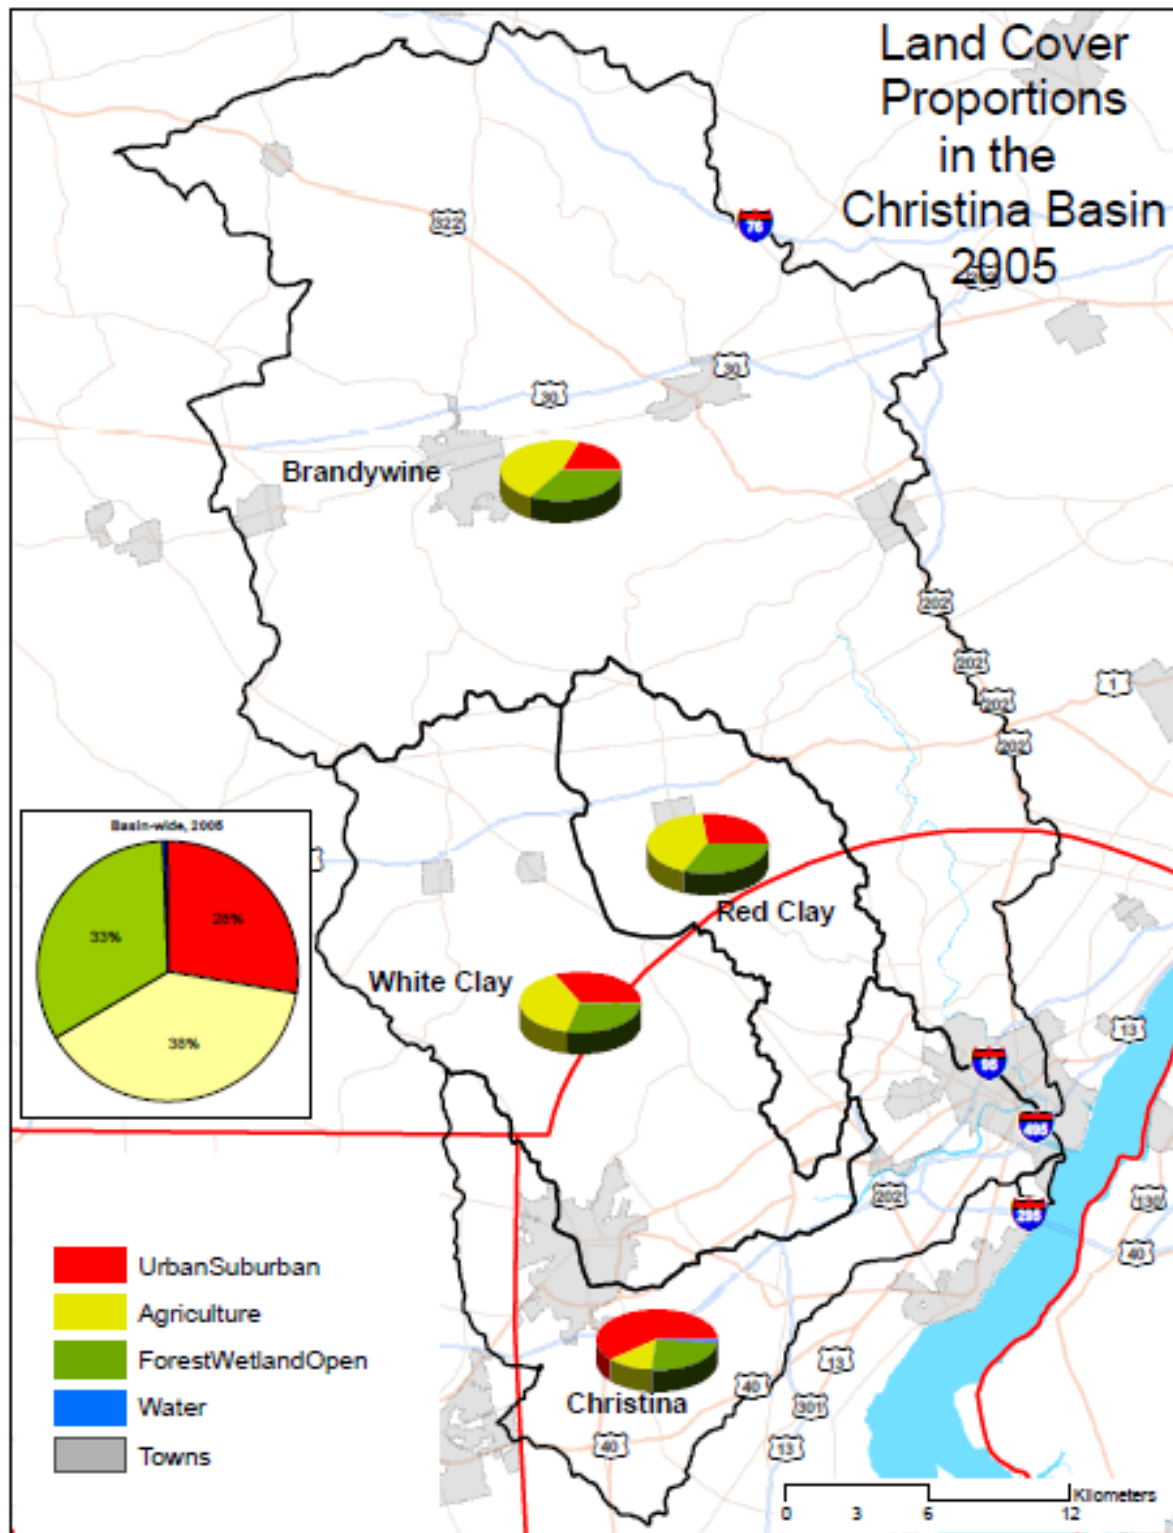 Land Cover
Proportions
in the
Christina Basin
2005
76
322
202
30
30
Brandywine
202
202
1
202
202
Basin-wide, 2005
28%
33%
38%
Red Clay
White Clay
13
95
495
202
295
130
40
UrbanSuburban
Agriculture
ForestWetlandOpen
Water
Towns
Christina
13
40
301
40
13
Kilometers
0 3 6 12